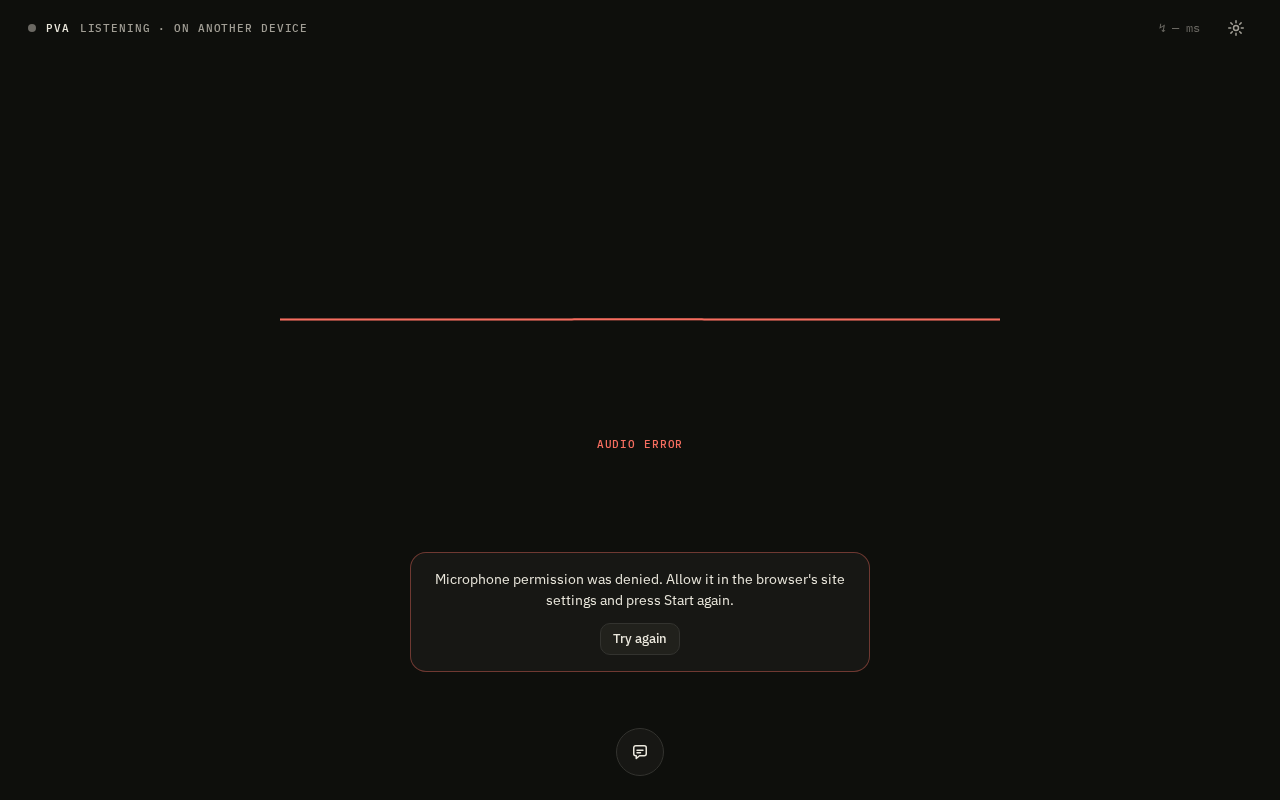 PVA LISTENING · ON ANOTHER DEVICE
↯ — ms
AUDIO ERROR
Microphone permission was denied. Allow it in the browser's site
settings and press Start again.
Try again